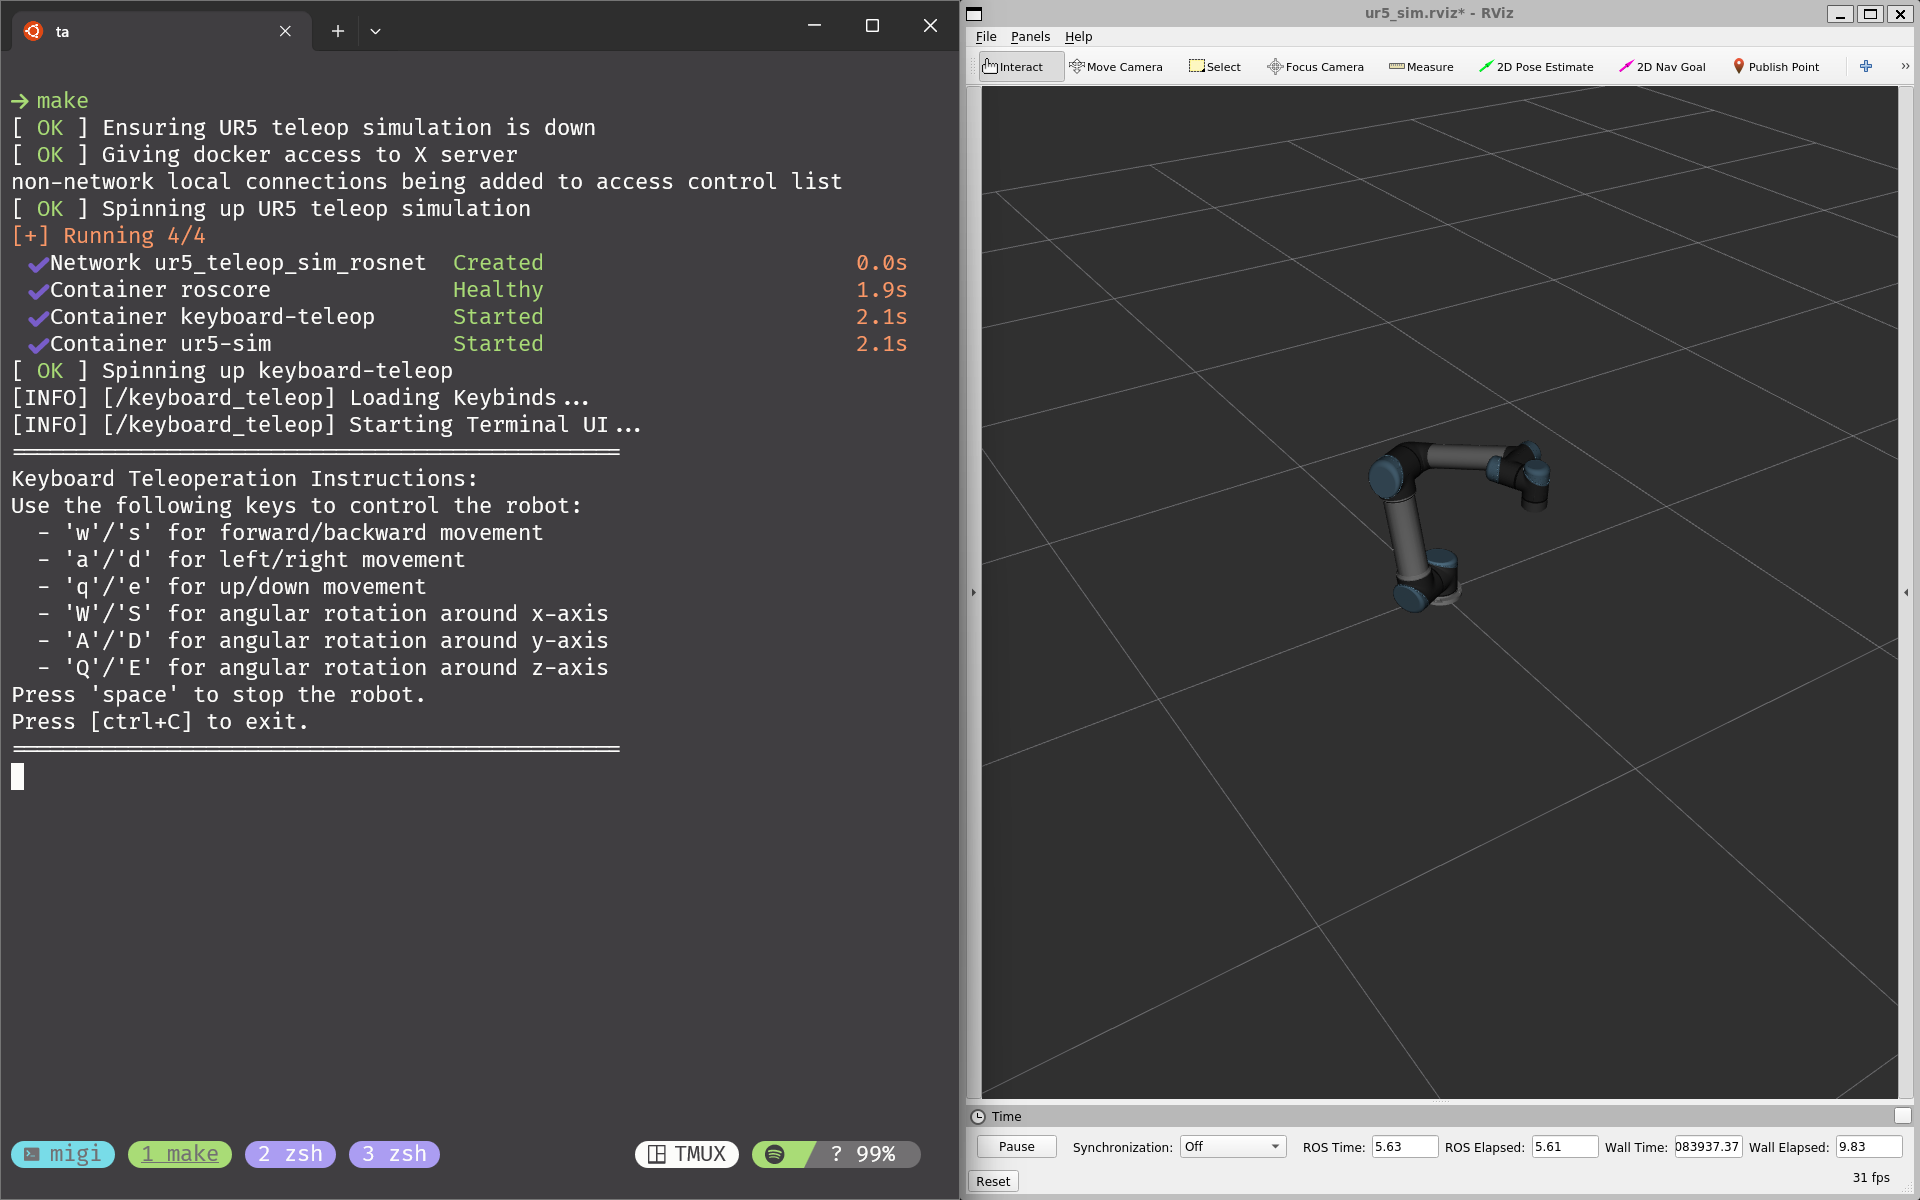 ta
→ make
[ OK ] Ensuring UR5 teleop simulation is down
[ OK ] Giving docker access to X server
non-network local connections being added to access control list
[ OK ] Spinning up UR5 teleop simulation
[+] Running 4/4
✔Network ur5_teleop_sim_rosnet Created 0.0s
✔Container roscore Healthy 1.9s
✔Container keyboard-teleop Started 2.1s
✔Container ur5-sim Started 2.1s
[ OK ] Spinning up keyboard-teleop
[INFO] [/keyboard_teleop] Loading Keybinds...
[INFO] [/keyboard_teleop] Starting Terminal UI...
Keyboard Teleoperation Instructions:
Use the following keys to control the robot:
- 'w'/'s' for forward/backward movement
- 'a'/'d' for left/right movement
- 'q'/'e' for up/down movement
- 'W'/'S' for angular rotation around x-axis
- 'A'/'D' for angular rotation around y-axis
- 'Q'/'E' for angular rotation around z-axis
Press 'space' to stop the robot.
Press [ctrl+C] to exit.
migi 1 make 2 zsh 3 zsh TMUX ? 99%
ur5_sim.rviz* - RViz
File Panels Help
Interact Move Camera Select Focus Camera Measure 2D Pose Estimate 2D Nav Goal Publish Point
Time
Pause Synchronization: Off ROS Time: 5.63 ROS Elapsed: 5.61 Wall Time: 083937.37 Wall Elapsed: 9.83
Reset 31 fps